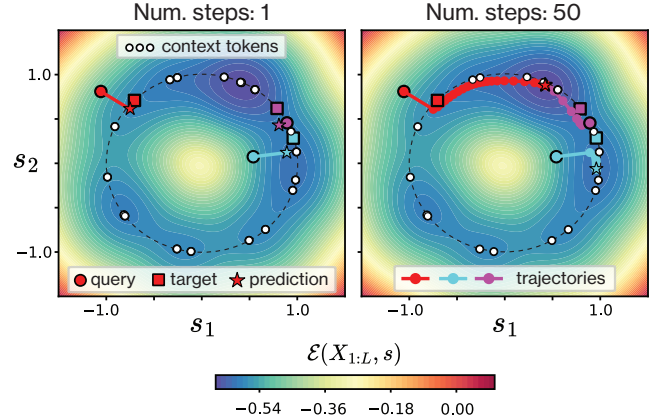 Num. steps: 1
Num. steps: 50
context tokens
1.0
s₂
-1.0
query
target
prediction
trajectories
-1.0
1.0
-1.0
1.0
s₁
s₁
ℰ(X₁:L, s)
−0.54
−0.36
−0.18
0.00